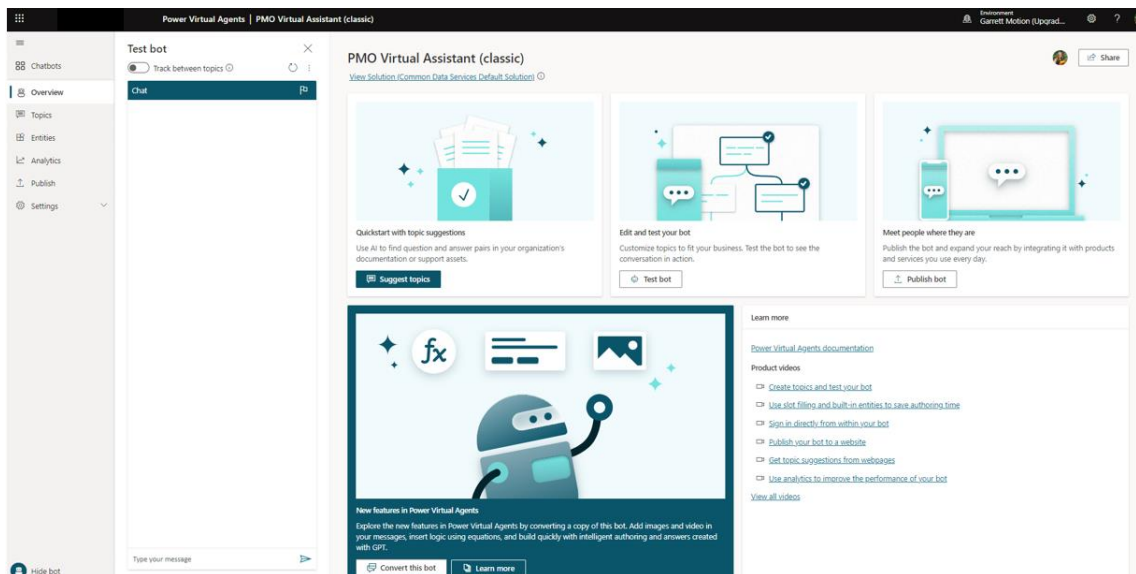 Power Virtual Agents | PMO Virtual Assistant (classic)
Environment
Garrett Motion (Upgrad...
?
Chatbots
Overview
Topics
Entities
Analytics
Publish
Settings
Hide bot
Test bot
Track between topics
Chat
Type your message
PMO Virtual Assistant (classic)
View Solution (Common Data Services Default Solution)
Share
Quickstart with topic suggestions
Use AI to find question and answer pairs in your organization's
documentation or support assets.
Suggest topics
Edit and test your bot
Customize topics to fit your business. Test the bot to see the
conversation in action.
Test bot
Meet people where they are
Publish the bot and expand your reach by integrating it with products
and services you use every day.
Publish bot
fx
New features in Power Virtual Agents
Explore the new features in Power Virtual Agents by converting a copy of this bot. Add images and video in
your messages, insert logic using equations, and build quickly with intelligent authoring and answers created
with GPT.
Convert this bot
Learn more
Learn more
Power Virtual Agents documentation
Product videos
Create topics and test your bot
Use slot filling and built-in entities to save authoring time
Sign in directly from within your bot
Publish your bot to a website
Get topic suggestions from webpages
Use analytics to improve the performance of your bot
View all videos